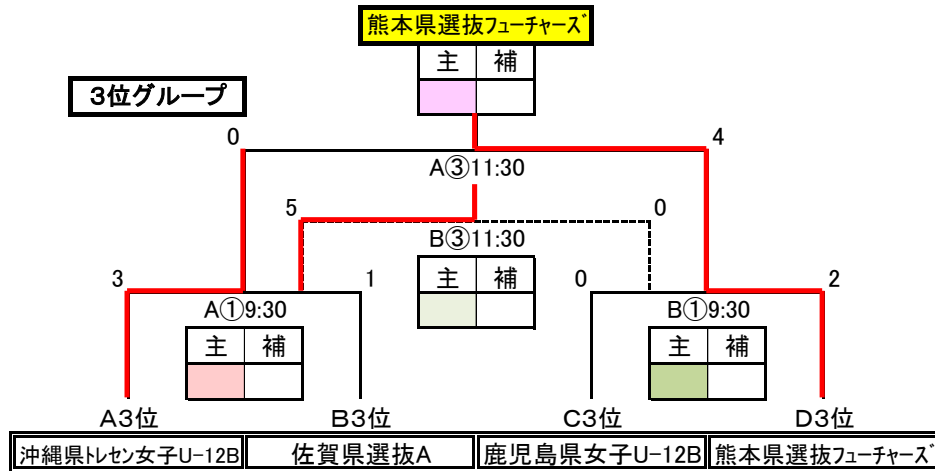 熊本県選抜フューチャーズ
主 補
3位グループ
0 4
A③11:30
5 0
B③11:30
3 1 0 2
主 補
A①9:30 B①9:30
主 補 主 補
A3位 B3位 C3位 D3位
沖縄県トレセン女子U-12B 佐賀県選抜A 鹿児島県女子U-12B 熊本県選抜フューチャーズ